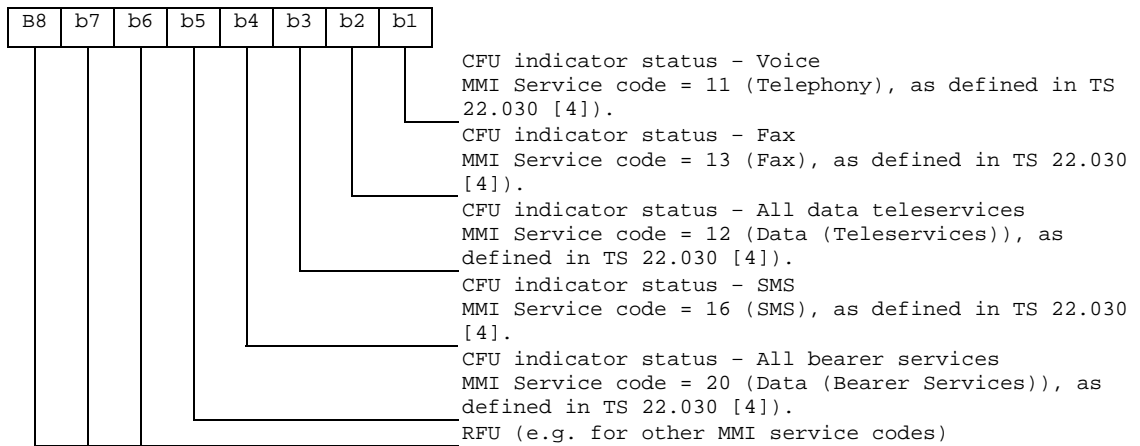 B8 b7 b6 b5 b4 b3 b2 b1
CFU indicator status – Voice
MMI Service code = 11 (Telephony), as defined in TS
22.030 [4]).
CFU indicator status – Fax
MMI Service code = 13 (Fax), as defined in TS 22.030
[4]).
CFU indicator status – All data teleservices
MMI Service code = 12 (Data (Teleservices)), as
defined in TS 22.030 [4]).
CFU indicator status – SMS
MMI Service code = 16 (SMS), as defined in TS 22.030
[4].
CFU indicator status – All bearer services
MMI Service code = 20 (Data (Bearer Services)), as
defined in TS 22.030 [4]).
RFU (e.g. for other MMI service codes)